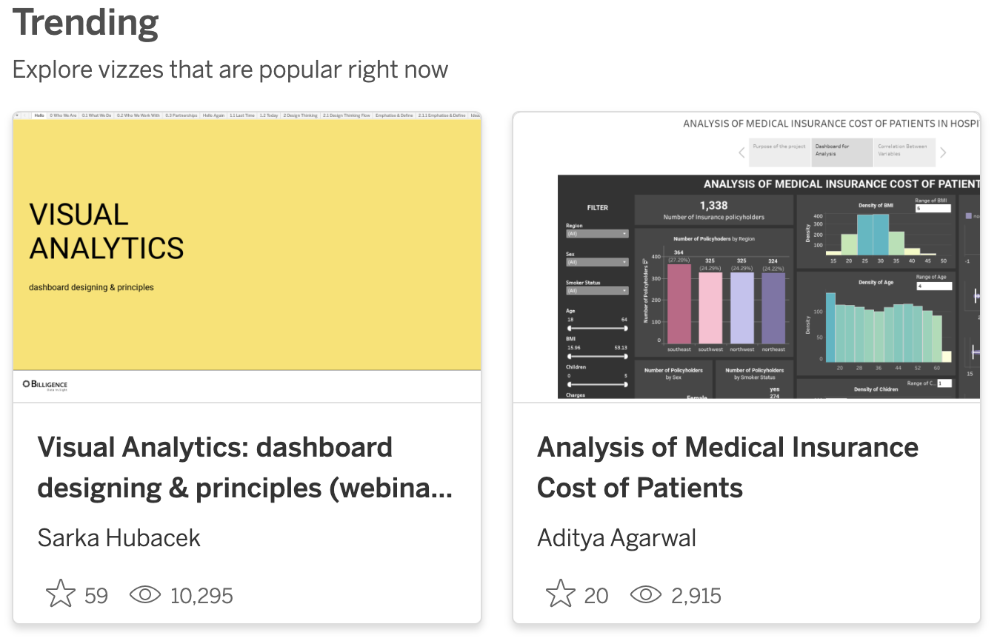 Trending
Explore vizzes that are popular right now
Hello 0 Who We Are 0.1 What We Do 0.2 Who We Work With 0.3 Partnerships Hello Again 1.1 Last Time 1.2 Today 2 Design Thinking 2.1 Design Thinking Flow Emphatise & Define 2.1.1 Emphatise & Define
VISUAL
ANALYTICS
dashboard designing & principles
BILLIGENCE
Visual Analytics: dashboard
designing & principles (webina...
Sarka Hubacek
59 10,295
ANALYSIS OF MEDICAL INSURANCE COST OF PATIENTS IN HOSPI
Purpose of the project
Dashboard for
Analysis
Correlation Between
Variables
ANALYSIS OF MEDICAL INSURANCE COST OF PATIENT
FILTER
Region
(All)
Sex
(All)
Smoker Status
(All)
Age
18 64
BMI
15.96 53.13
Children
0 5
Charges
1,338
Number of Insurance policyholders
Number of Policyhoders by Region
Number of Policyholders
400
300
200
100
0
364
(27.20%)
325
(24.29%)
325
(24.29%)
324
(24.22%)
southeast southwest northwest northeast
Number of Policyholders
by Sex
Female
Number of Policyholders
by Smoker Status
yes
274
Density of BMI
Range of BMI
5
Density
400
300
200
100
15 20 25 30 35 40 45 50
Density of Age
Range of Age
4
Density
100
50
0
20 28 36 44 52 60
Density of Chidren
Range of C...
1
no
-1
2
15
Analysis of Medical Insurance
Cost of Patients
Aditya Agarwal
20 2,915